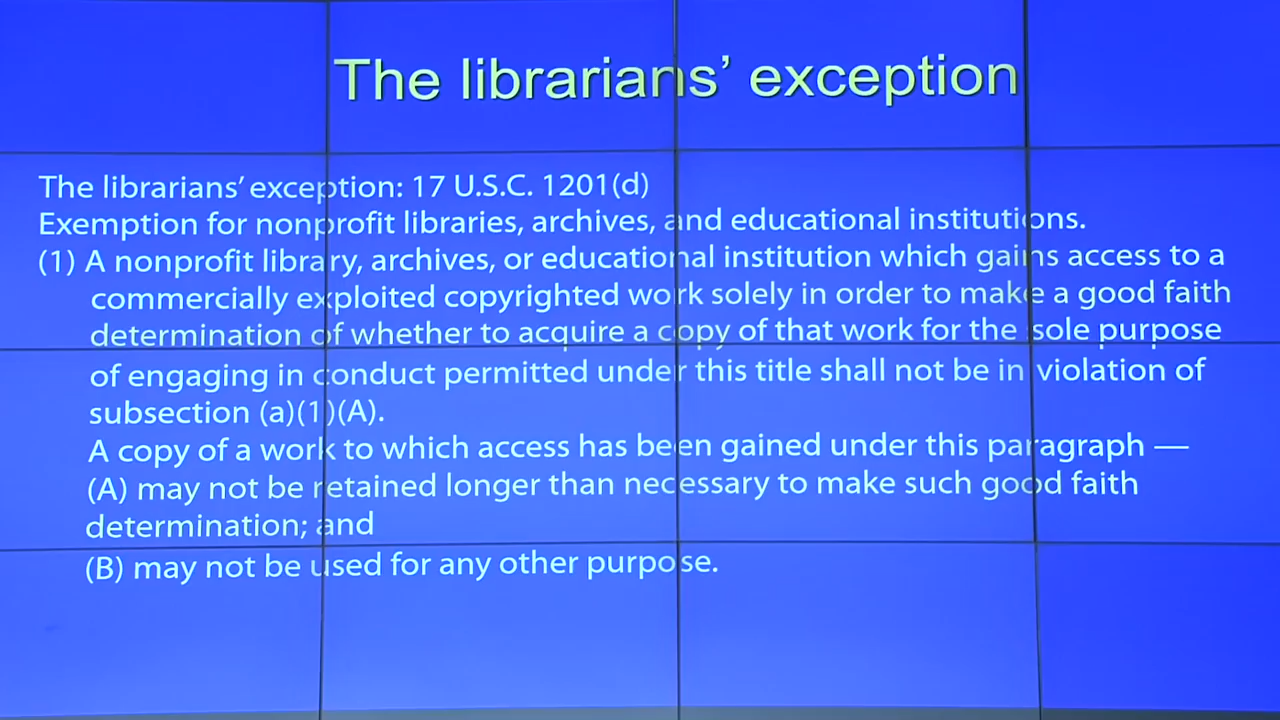 The librarians’ exception
The librarians’ exception: 17 U.S.C. 1201(d)
Exemption for nonprofit libraries, archives, and educational institutions.
(1) A nonprofit library, archives, or educational institution which gains access to a
commercially exploited copyrighted work solely in order to make a good faith
determination of whether to acquire a copy of that work for the sole purpose
of engaging in conduct permitted under this title shall not be in violation of
subsection (a)(1)(A).
A copy of a work to which access has been gained under this paragraph —
(A) may not be retained longer than necessary to make such good faith
determination; and
(B) may not be used for any other purpose.